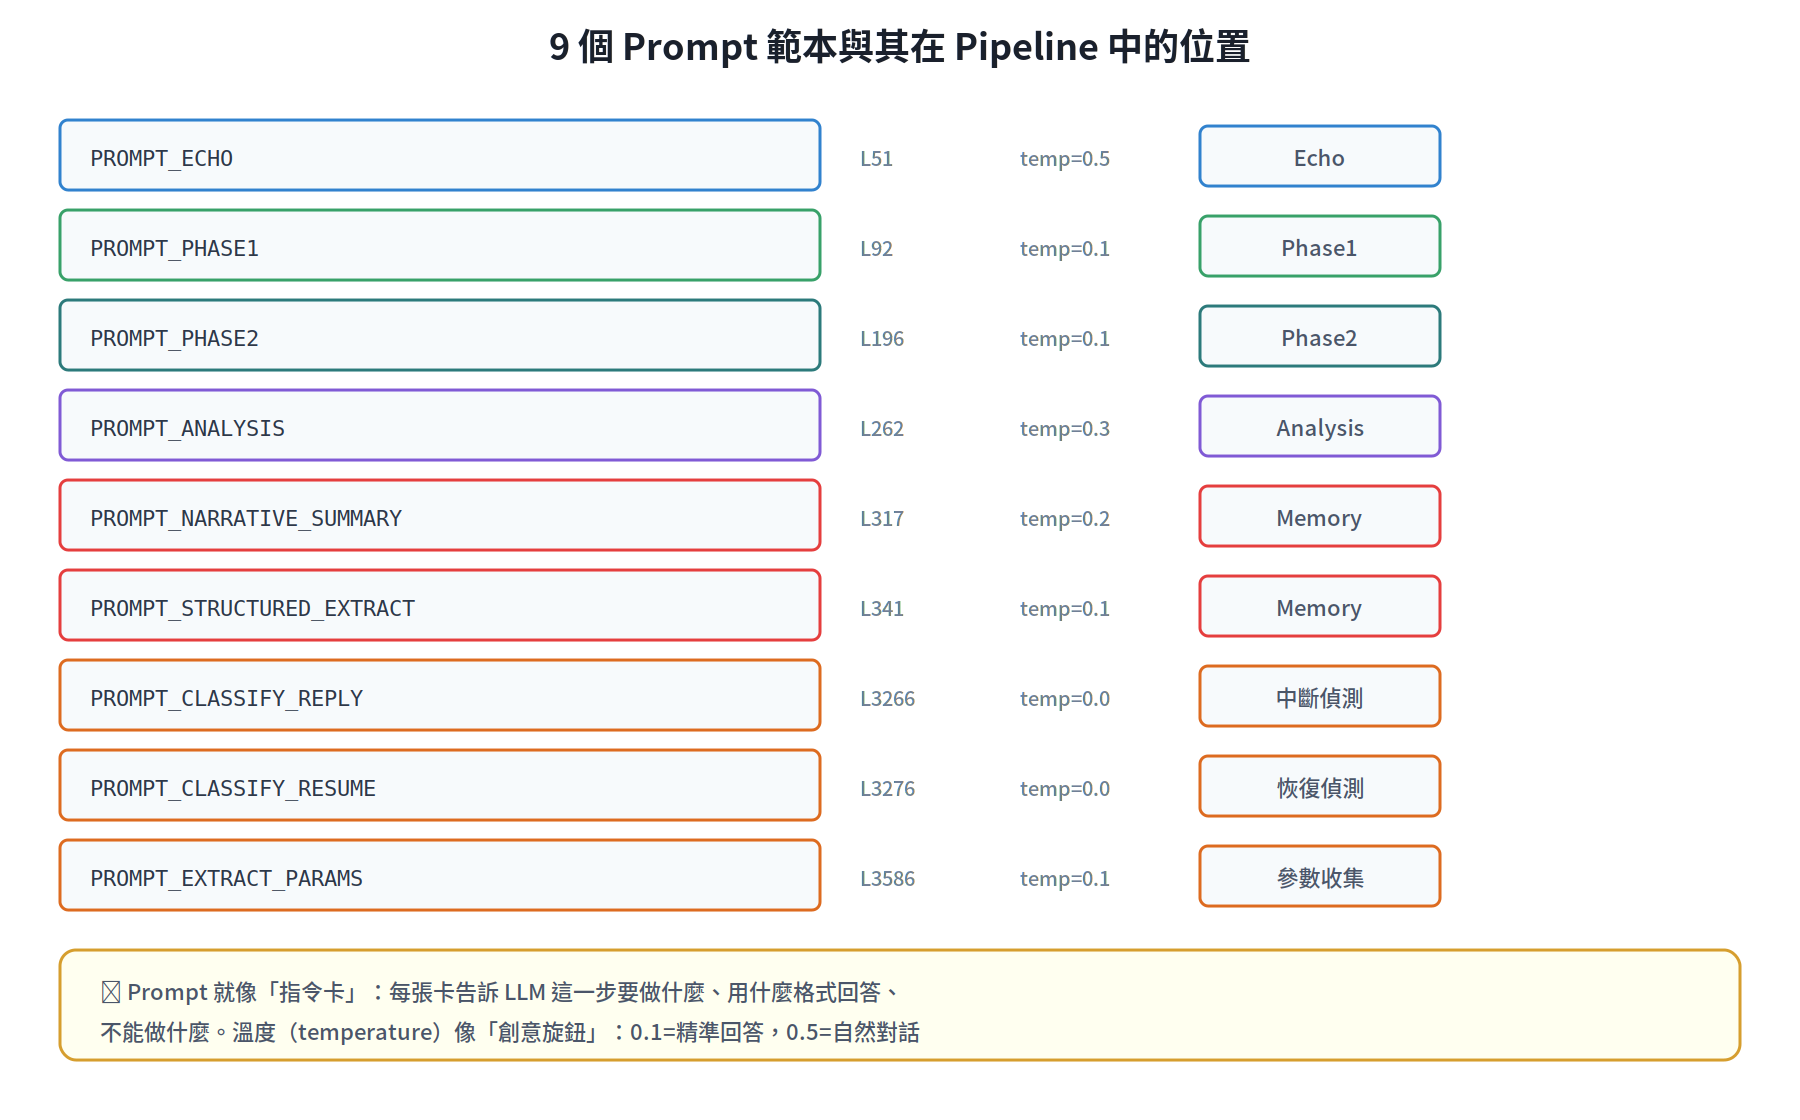 9 個 Prompt 範本與其在 Pipeline 中的位置
PROMPT_ECHO L51 temp=0.5 Echo
PROMPT_PHASE1 L92 temp=0.1 Phase1
PROMPT_PHASE2 L196 temp=0.1 Phase2
PROMPT_ANALYSIS L262 temp=0.3 Analysis
PROMPT_NARRATIVE_SUMMARY L317 temp=0.2 Memory
PROMPT_STRUCTURED_EXTRACT L341 temp=0.1 Memory
PROMPT_CLASSIFY_REPLY L3266 temp=0.0 中斷偵測
PROMPT_CLASSIFY_RESUME L3276 temp=0.0 恢復偵測
PROMPT_EXTRACT_PARAMS L3586 temp=0.1 參數收集
Prompt 就像「指令卡」：每張卡告訴 LLM 這一步要做什麼、用什麼格式回答、
不能做什麼。溫度（temperature）像「創意旋鈕」：0.1=精準回答，0.5=自然對話